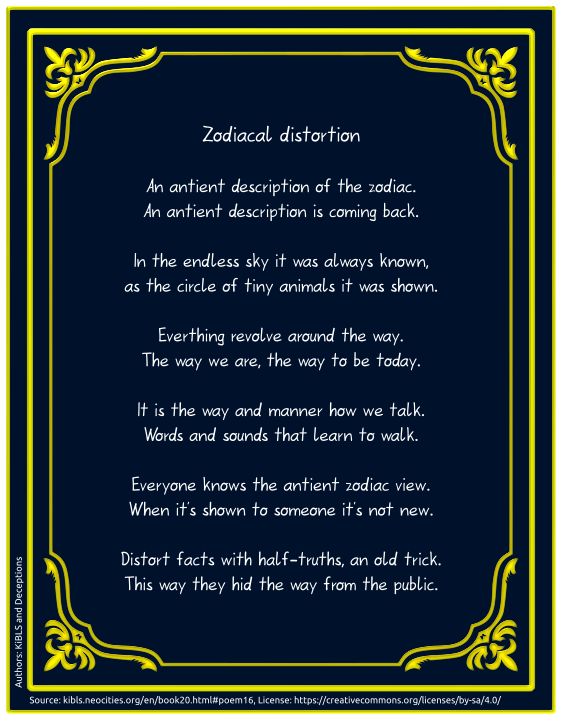 Zodiacal distortion
An antient description of the zodiac.
An antient description is coming back.
In the endless sky it was always known,
as the circle of tiny animals it was shown.
Everthing revolve around the way.
The way we are, the way to be today.
It is the way and manner how we talk.
Words and sounds that learn to walk.
Everyone knows the antient zodiac view.
When it's shown to someone it's not new.
Distort facts with half-truths, an old trick.
This way they hid the way from the public.
Authors: KiBLS and Deceptions
Source: kibls.neocities.org/en/book20.html#poem16, License: https://creativecommons.org/licenses/by-sa/4.0/